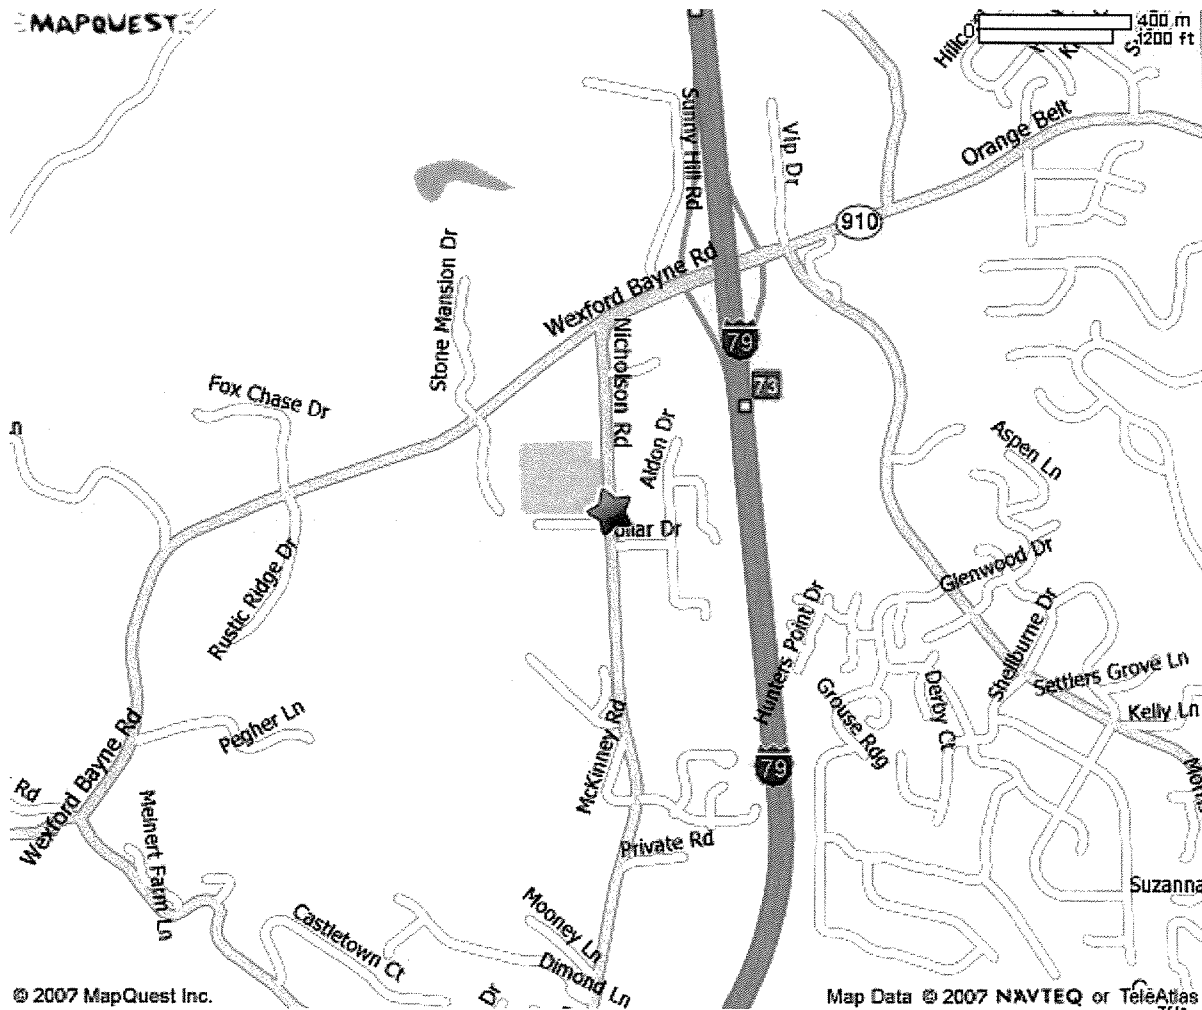 MAPQUEST
400 m
1200 ft
Sunny Hill Rd
Vip Dr
Orange Belt
910
Stone Mansion Dr
Wexford Bayne Rd
79
73
Nicholson Rd
Fox Chase Dr
Aldon Dr
Aspen Ln
Dr
Rustic Ridge Dr
Glenwood Dr
Hunters Point Dr
Shellburne Dr
Settlers Grove Ln
Kelly Ln
Derby Ct
Grouse Rdg
Pegher Ln
McKinney Rd
Wexford Bayne Rd
79
Rd
Meinert Farm Ln
Private Rd
Suzanna
Mooney Ln
Castletown Ct
Dimond Ln
Dr
© 2007 MapQuest Inc.
Map Data © 2007 NAVTEQ or TeleAtlas